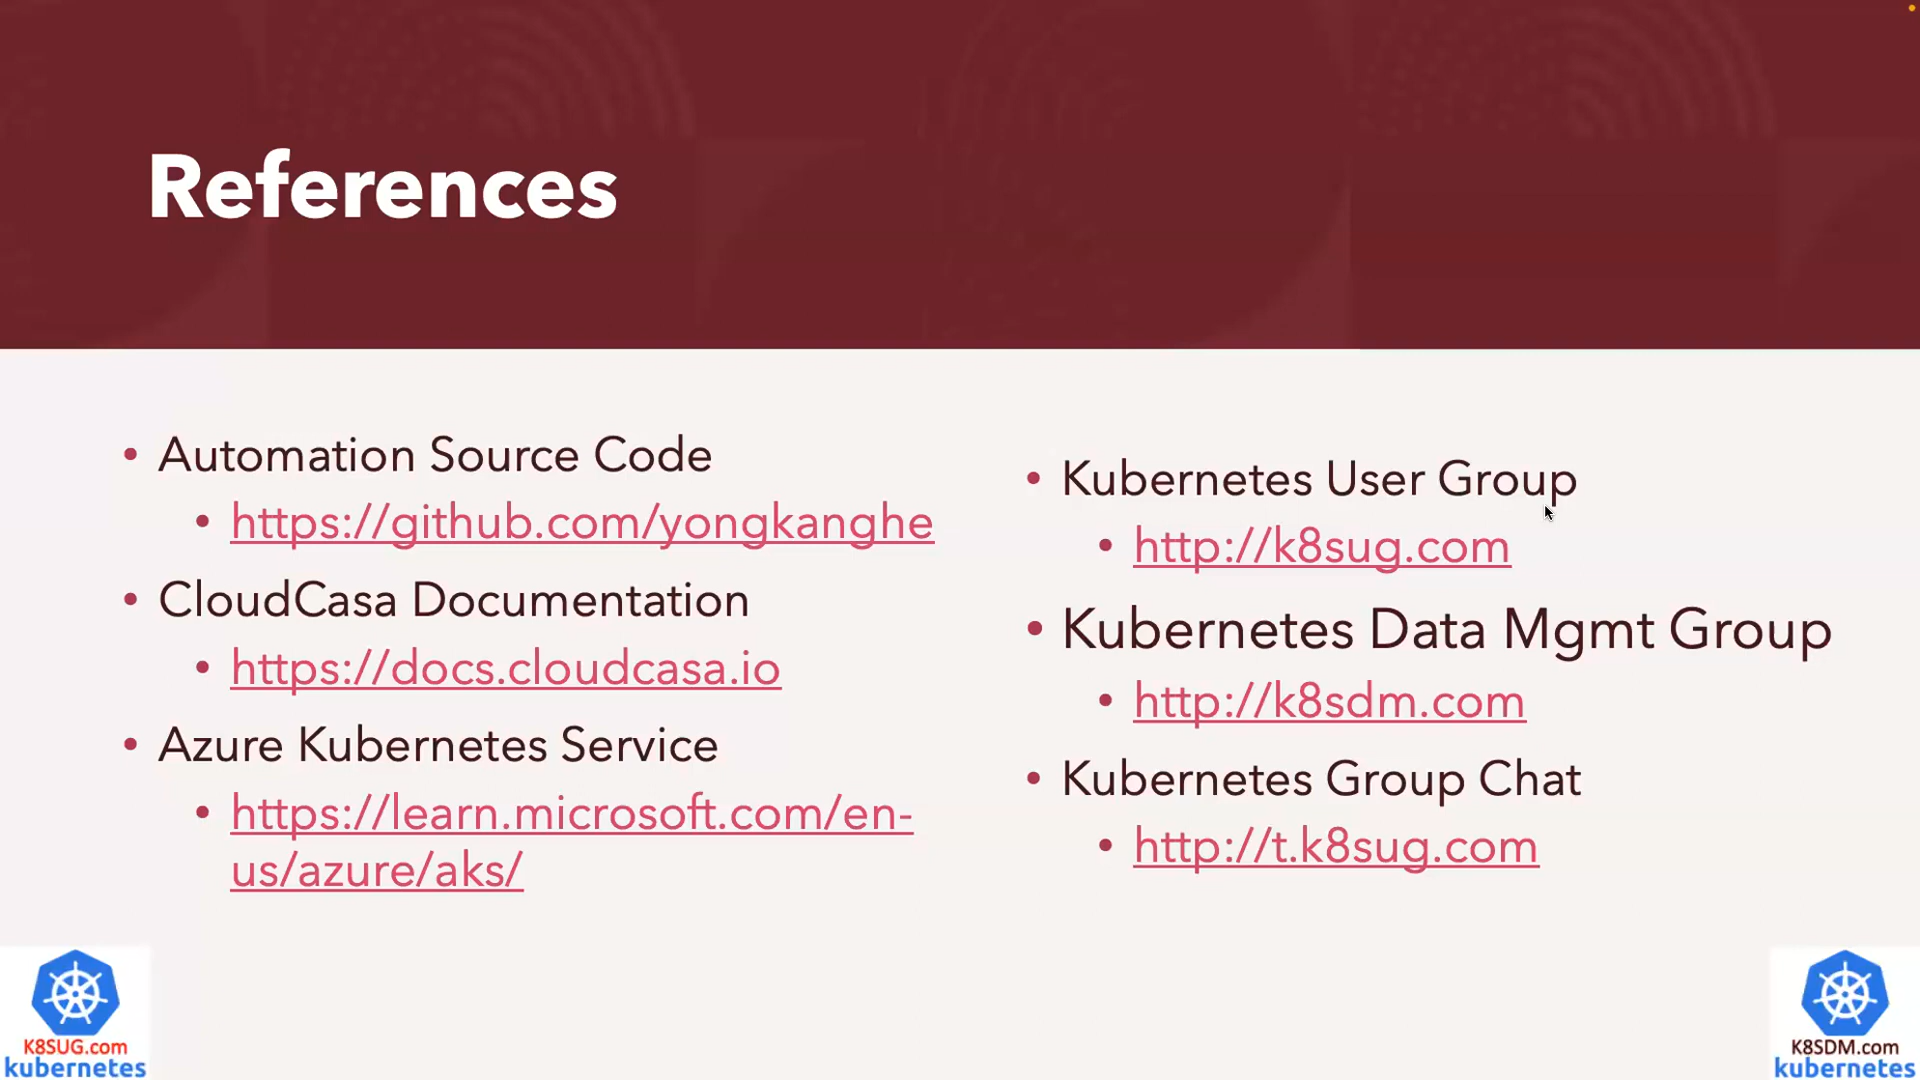 References
• Automation Source Code
• https://github.com/yongkanghe
• CloudCasa Documentation
• https://docs.cloudcasa.io
• Azure Kubernetes Service
• https://learn.microsoft.com/en-
us/azure/aks/
• Kubernetes User Group
• http://k8sug.com
• Kubernetes Data Mgmt Group
• http://k8sdm.com
• Kubernetes Group Chat
• http://t.k8sug.com
K8SUG.com
kubernetes
K8SDM.com
kubernetes